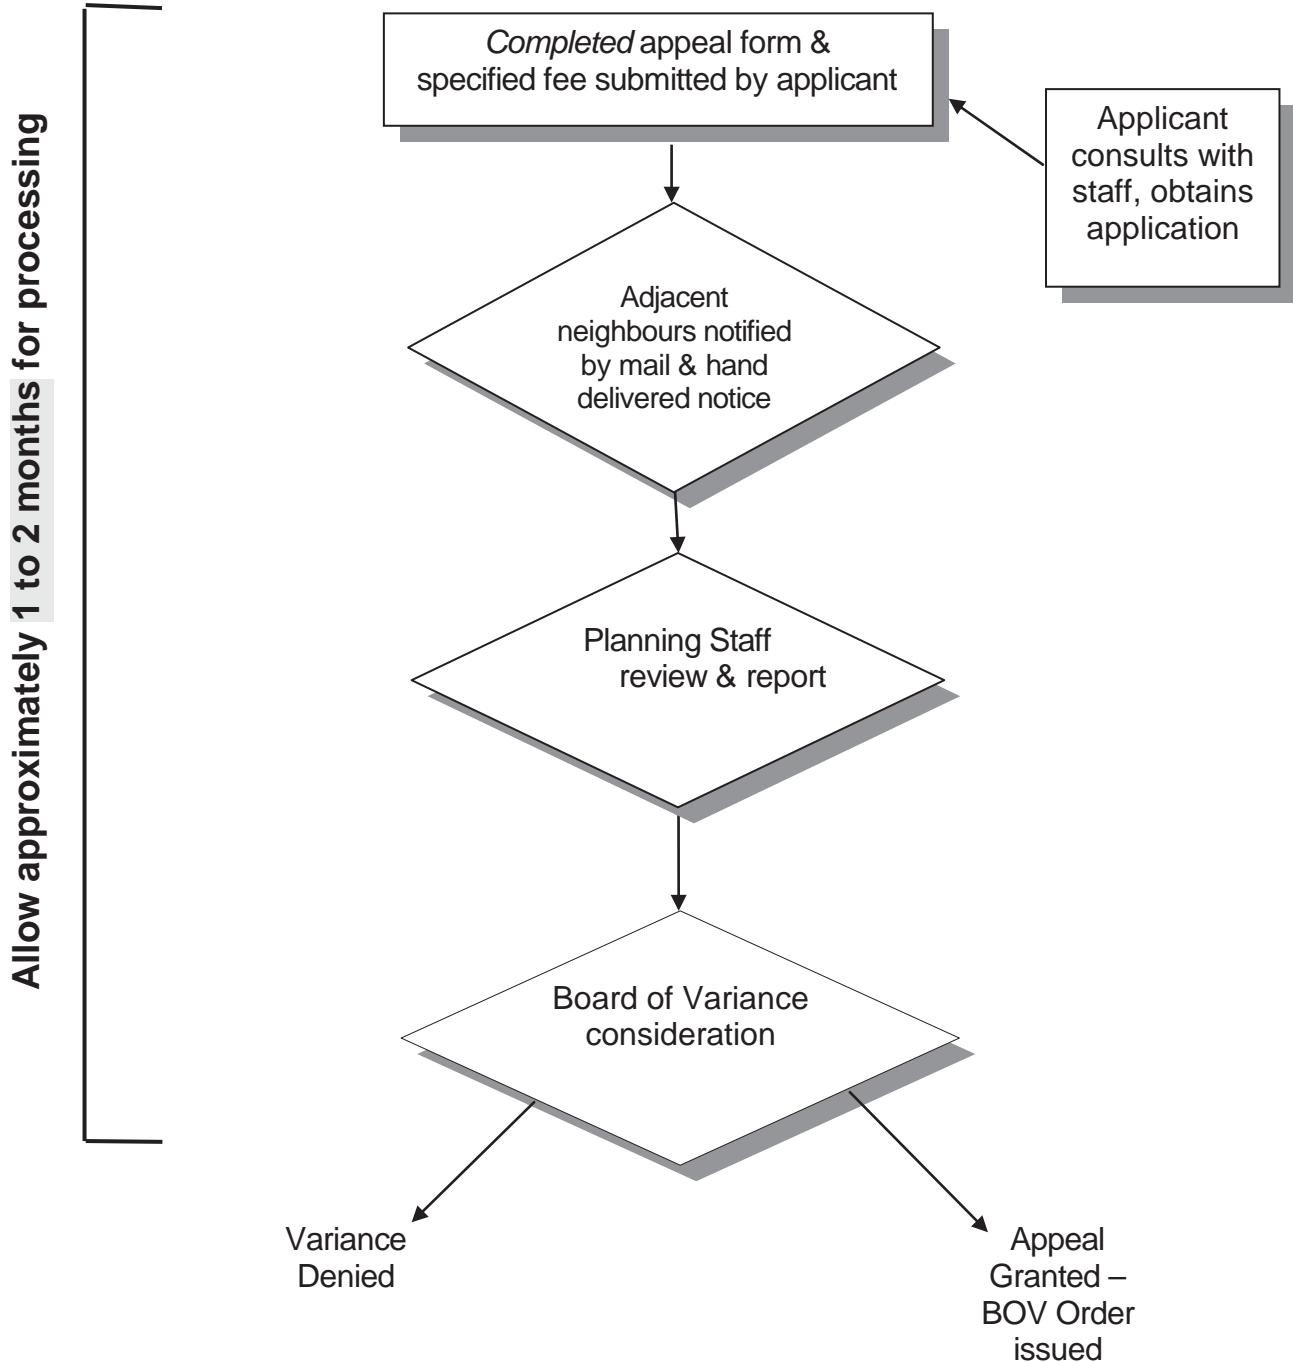 Allow approximately 1 to 2 months for processing
Completed appeal form &
specified fee submitted by applicant
Applicant
consults with
staff, obtains
application
Adjacent
neighbours notified
by mail & hand
delivered notice
Planning Staff
review & report
Board of Variance
consideration
Variance
Denied
Appeal
Granted –
BOV Order
issued